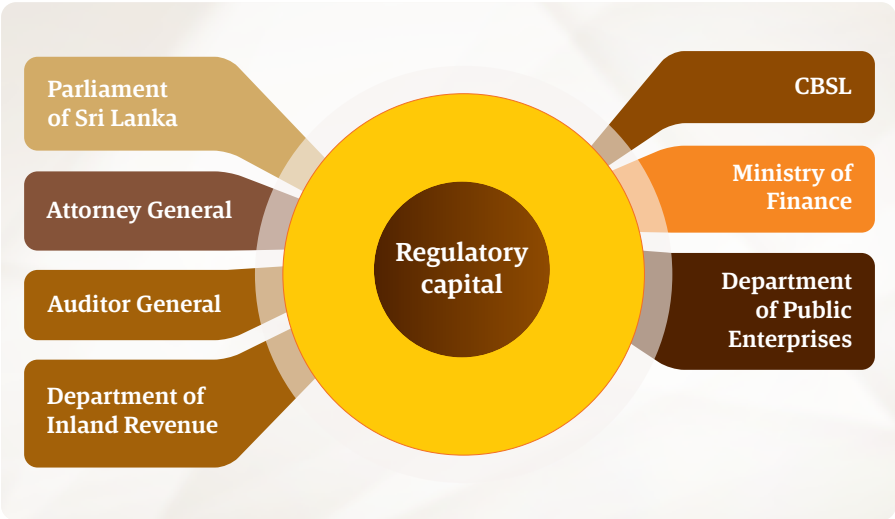 Parliament
of Sri Lanka
Attorney General
Auditor General
Department of
Inland Revenue
Regulatory
capital
CBSL
Ministry of
Finance
Department
of Public
Enterprises